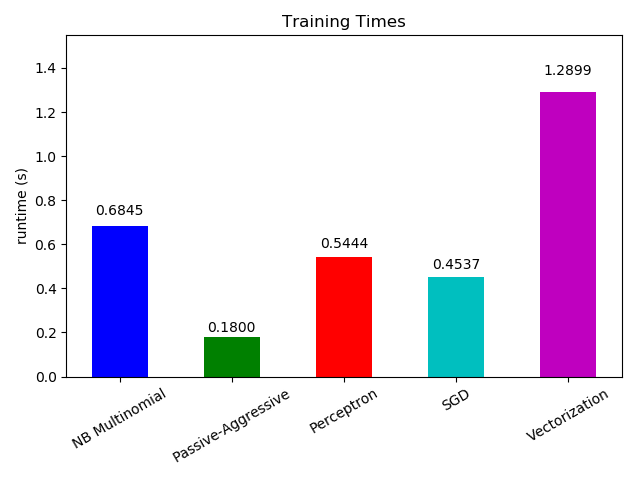 Training Times
runtime (s)
1.4
1.2
1.0
0.8
0.6
0.4
0.2
0.0
0.6845
0.1800
0.5444
0.4537
1.2899
NB Multinomial
Passive-Aggressive
Perceptron
SGD
Vectorization